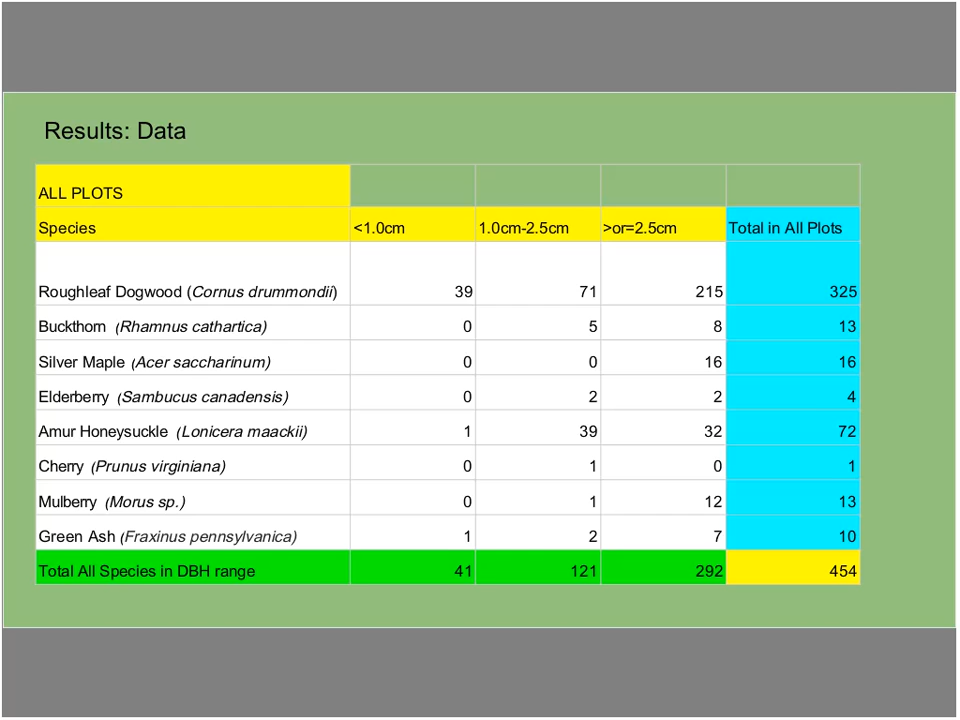 Results: Data
ALL PLOTS
Species <1.0cm 1.0cm-2.5cm >or=2.5cm Total in All Plots
Roughleaf Dogwood (Cornus drummondii) 39 71 215 325
Buckthorn (Rhamnus cathartica) 0 5 8 13
Silver Maple (Acer saccharinum) 0 0 16 16
Elderberry (Sambucus canadensis) 0 2 2 4
Amur Honeysuckle (Lonicera maackii) 1 39 32 72
Cherry (Prunus virginiana) 0 1 0 1
Mulberry (Morus sp.) 0 1 12 13
Green Ash (Fraxinus pennsylvanica) 1 2 7 10
Total All Species in DBH range 41 121 292 454